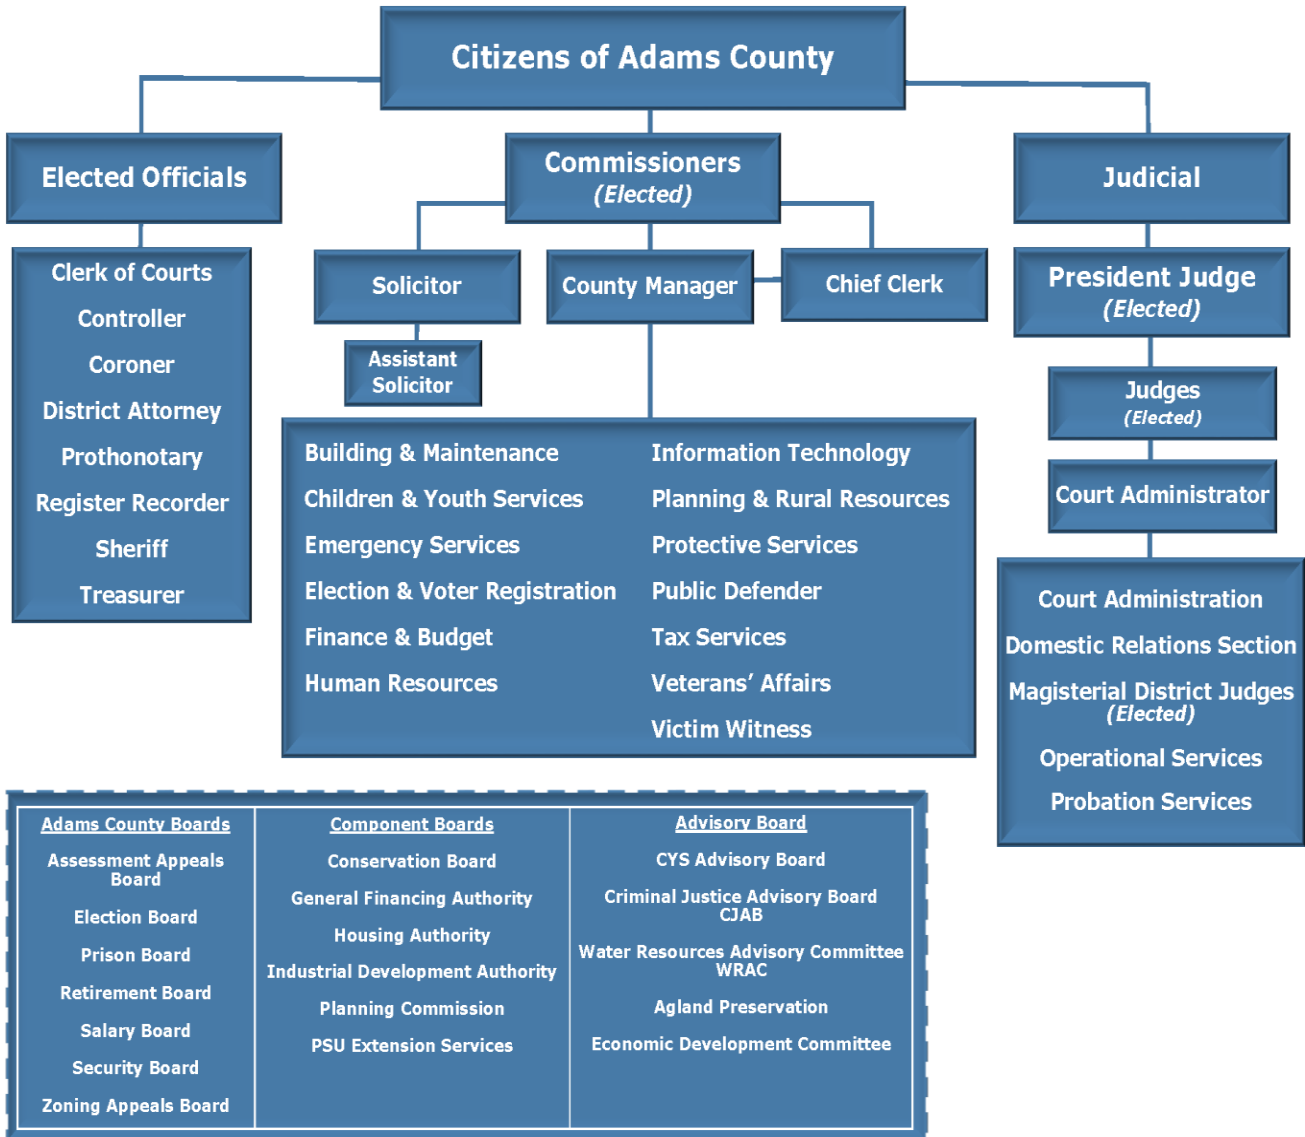 Citizens of Adams County
Elected Officials
Commissioners
(Elected)
Judicial
Clerk of Courts
Controller
Coroner
District Attorney
Prothonotary
Register Recorder
Sheriff
Treasurer
Solicitor
County Manager
Chief Clerk
Assistant
Solicitor
President Judge
(Elected)
Judges
(Elected)
Court Administrator
Building & Maintenance
Children & Youth Services
Emergency Services
Election & Voter Registration
Finance & Budget
Human Resources
Information Technology
Planning & Rural Resources
Protective Services
Public Defender
Tax Services
Veterans’ Affairs
Victim Witness
Court Administration
Domestic Relations Section
Magisterial District Judges
(Elected)
Operational Services
Probation Services
Adams County Boards
Assessment Appeals
Board
Election Board
Prison Board
Retirement Board
Salary Board
Security Board
Zoning Appeals Board
Component Boards
Conservation Board
General Financing Authority
Housing Authority
Industrial Development Authority
Planning Commission
PSU Extension Services
Advisory Board
CYS Advisory Board
Criminal Justice Advisory Board
CJAB
Water Resources Advisory Committee
WRAC
Agland Preservation
Economic Development Committee